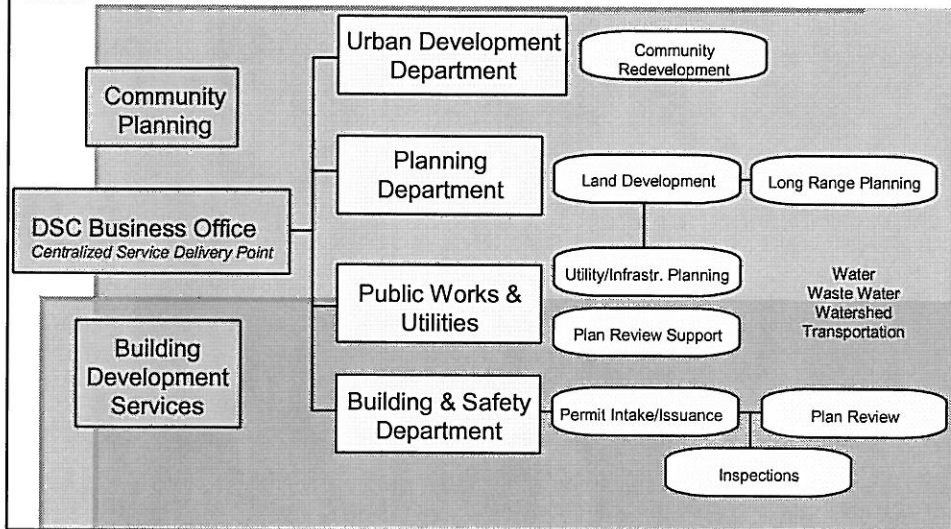 Urban Development
Department
Community
Redevelopment
Community
Planning
Planning
Department
Land Development
Long Range Planning
DSC Business Office
Centralized Service Delivery Point
Utility/Infrastr. Planning
Public Works &
Utilities
Water
Waste Water
Watershed
Transportation
Plan Review Support
Building
Development
Services
Building & Safety
Department
Permit Intake/Issuance
Plan Review
Inspections